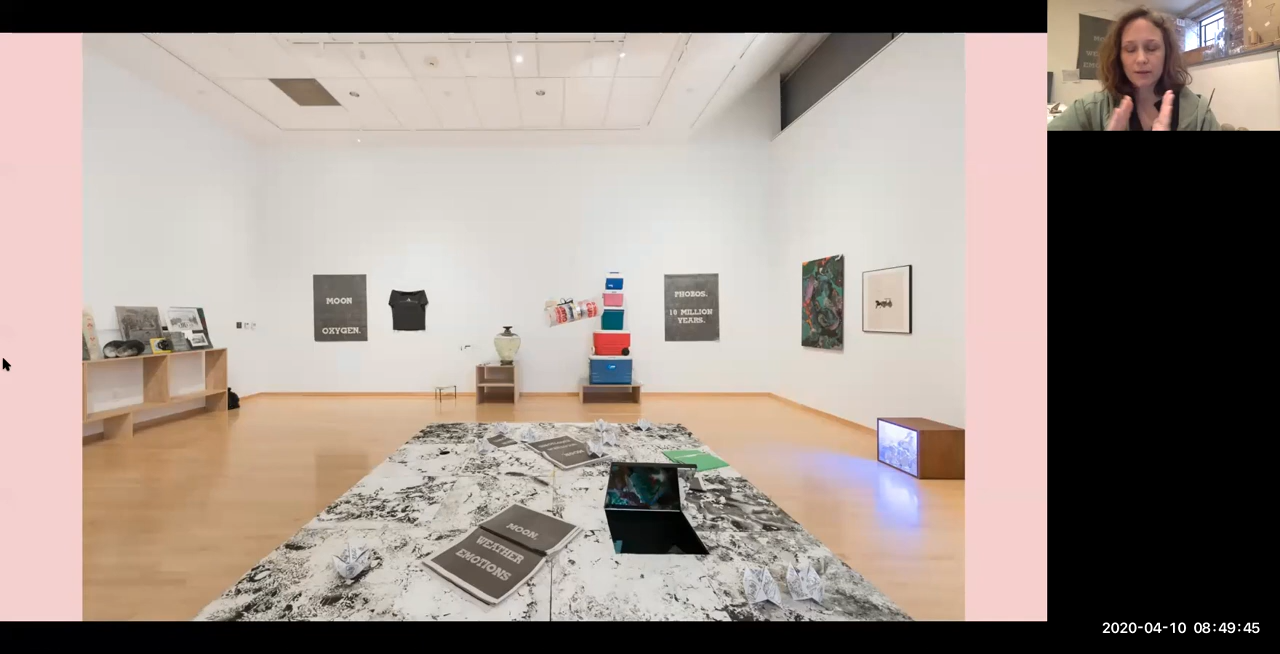 MOON
OXYGEN.
PHOBOS.
10 MILLION
YEARS.
MOON.
WEATHER
EMOTIONS
2020-04-10 08:49:45